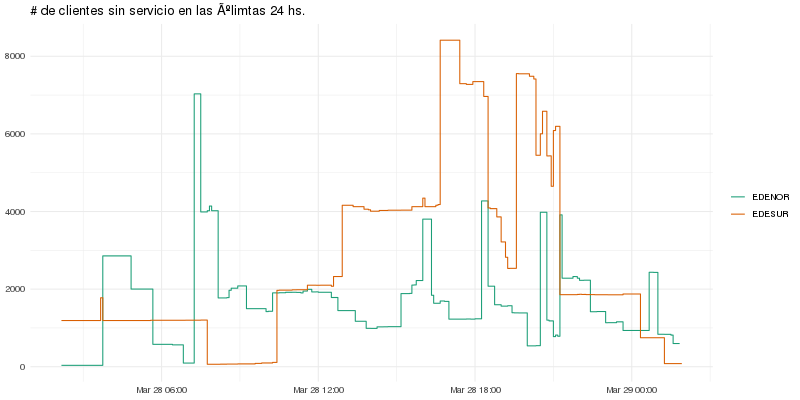 # de clientes sin servicio en las Ãºlimtas 24 hs.
8000
6000
4000
2000
0
Mar 28 06:00
Mar 28 12:00
Mar 28 18:00
Mar 29 00:00
EDENOR
EDESUR